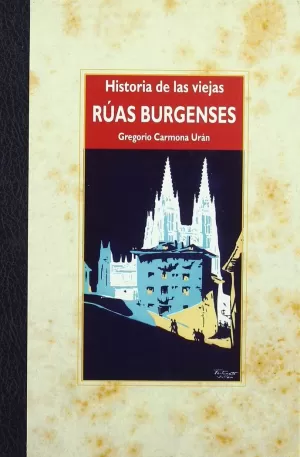 Historia de las viejas
RÚAS BURGENSES
Gregorio Carmona Urán